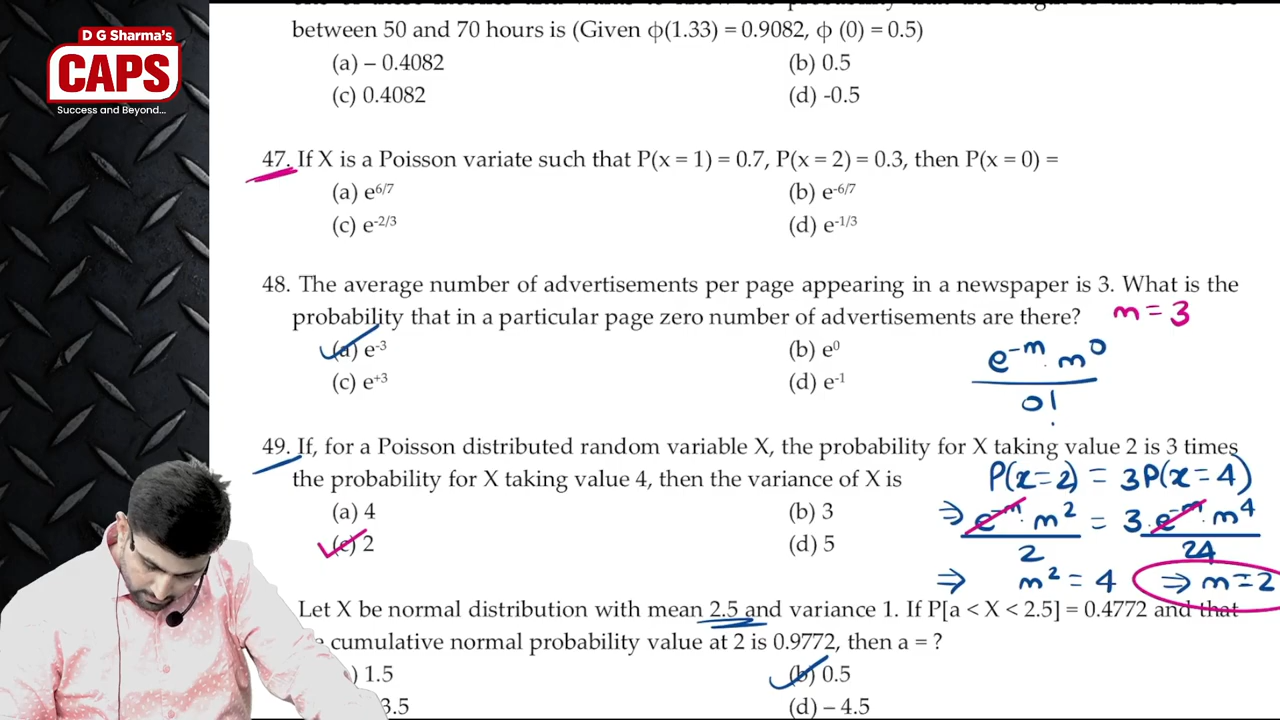 D G Sharma's
CAPS
Success and Beyond...
between 50 and 70 hours is (Given ϕ(1.33) = 0.9082, ϕ (0) = 0.5)
(a) – 0.4082 (b) 0.5
(c) 0.4082 (d) -0.5
47. If X is a Poisson variate such that P(x = 1) = 0.7, P(x = 2) = 0.3, then P(x = 0) =
(a) e^6/7 (b) e^-6/7
(c) e^-2/3 (d) e^-1/3
48. The average number of advertisements per page appearing in a newspaper is 3. What is the
probability that in a particular page zero number of advertisements are there? m = 3
(a) e^-3 (b) e^0
(c) e^+3 (d) e^-1
e^-m . m^0
0!
49. If, for a Poisson distributed random variable X, the probability for X taking value 2 is 3 times
the probability for X taking value 4, then the variance of X is
(a) 4 (b) 3
(c) 2 (d) 5
P(x=2) = 3P(x=4)
⇒ e^-m . m^2 = 3. e^-m m^4
2 24
⇒ m^2 = 4 ⇒ m = 2
Let X be normal distribution with mean 2.5 and variance 1. If P[a < X < 2.5] = 0.4772 and that
cumulative normal probability value at 2 is 0.9772, then a = ?
) 1.5 (b) 0.5
3.5 (d) – 4.5